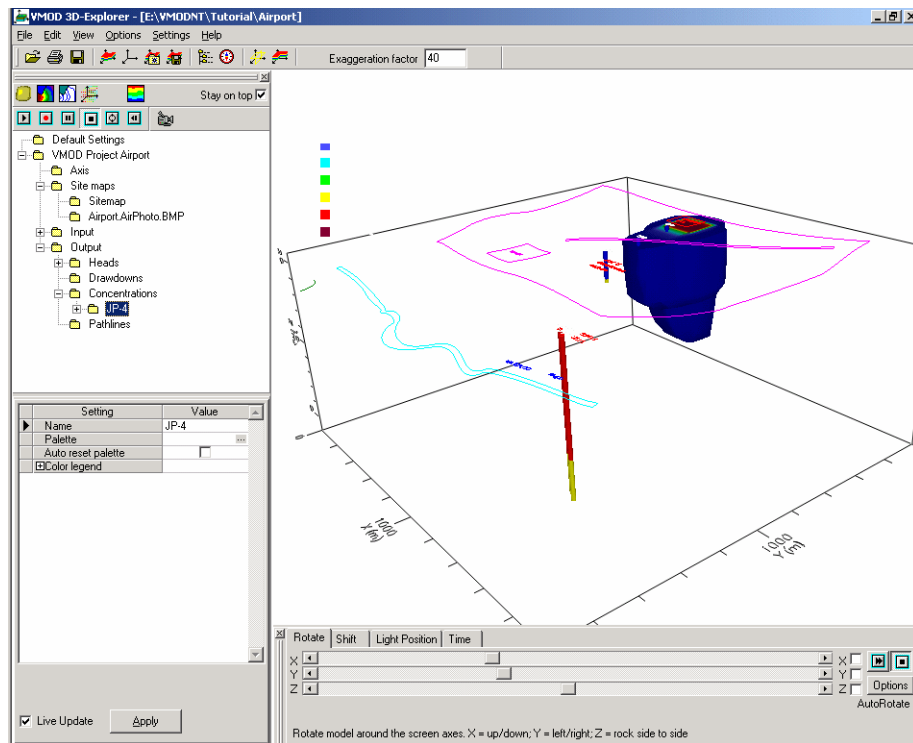 VMOD 3D-Explorer - [E:\VMODNT\Tutorial\Airport]
File Edit View Options Settings Help
Exaggeration factor 40
Stay on top
Default Settings
VMOD Project Airport
Axis
Site maps
Sitemap
Airport.AirPhoto.BMP
Input
Output
Heads
Drawdowns
Concentrations
JP-4
Pathlines
Setting Value
Name JP-4
Palette
Auto reset palette
Color legend
Live Update Apply
1000
X (m)
1000
Y (m)
Rotate Shift Light Position Time
X X
Y Y
Z Z
Options
AutoRotate
Rotate model around the screen axes. X = up/down; Y = left/right; Z = rock side to side